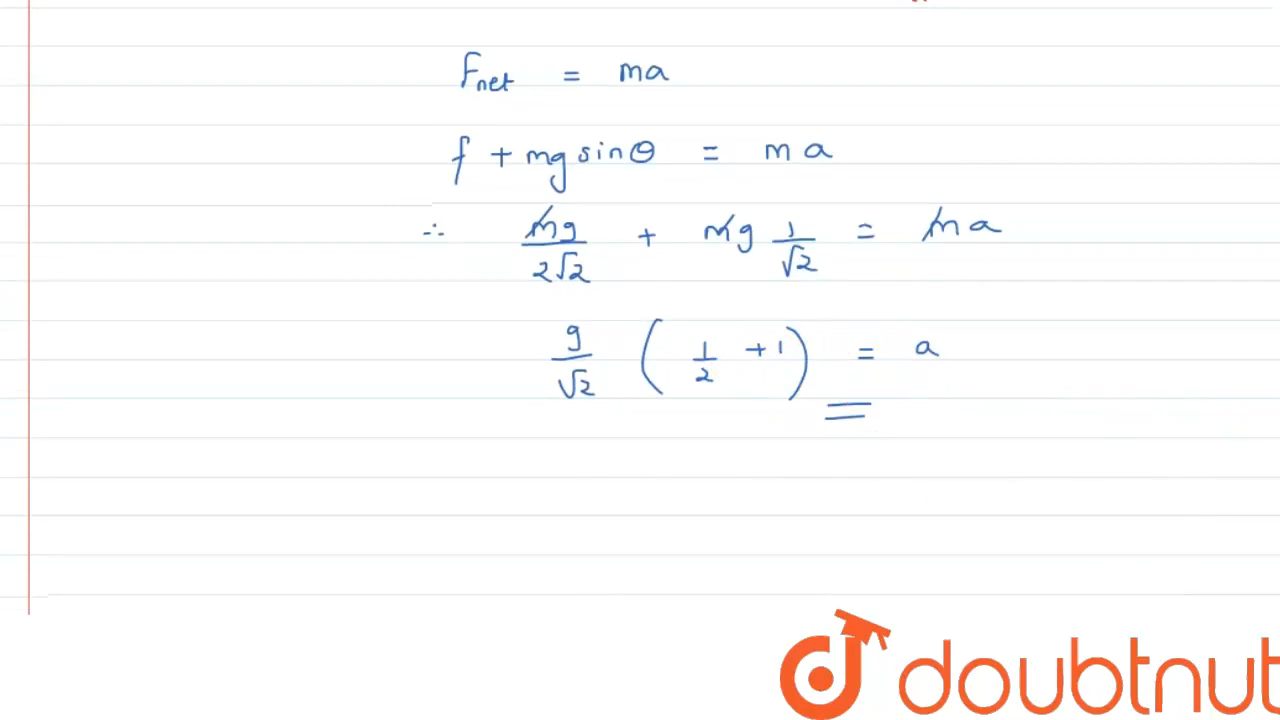 Fnet = ma
f + mg sinθ = ma
∴ mg/2√2 + mg 1/√2 = ma
g/√2 (1/2 + 1) = a
doubtnut